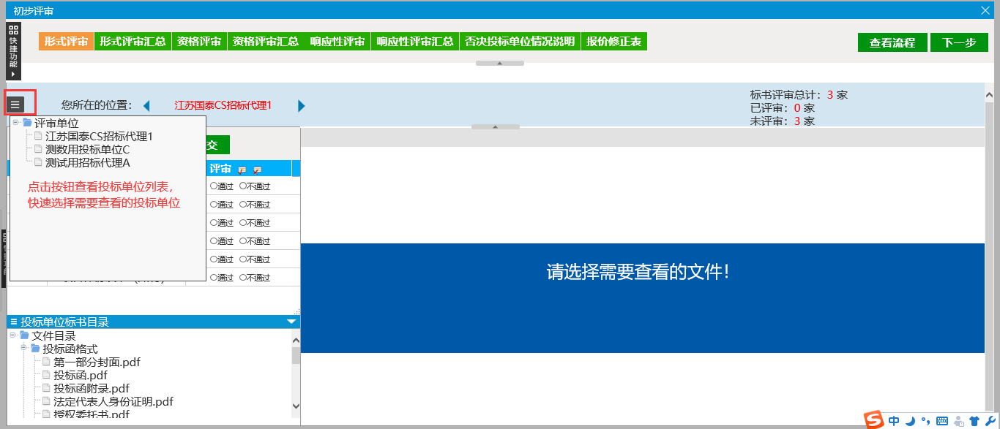 初步评审
快捷功能
形式评审 形式评审汇总 资格评审 资格评审汇总 响应性评审 响应性评审汇总 否决投标单位情况说明 报价修正表
查看流程 下一步
您所在的位置： 江苏国泰CS招标代理1
标书评审总计： 3 家
已评审： 0 家
未评审： 3 家
评审单位
江苏国泰CS招标代理1
测数用投标单位C
测试用招标代理A
点击按钮查看投标单位列表，
快速选择需要查看的投标单位
交
评审
通过 不通过
通过 不通过
通过 不通过
通过 不通过
通过 不通过
通过 不通过
请选择需要查看的文件！
投标单位标书目录
文件目录
投标函格式
第一部分封面.pdf
投标函.pdf
投标函附录.pdf
法定代表人身份证明.pdf
授权委托书.pdf
中